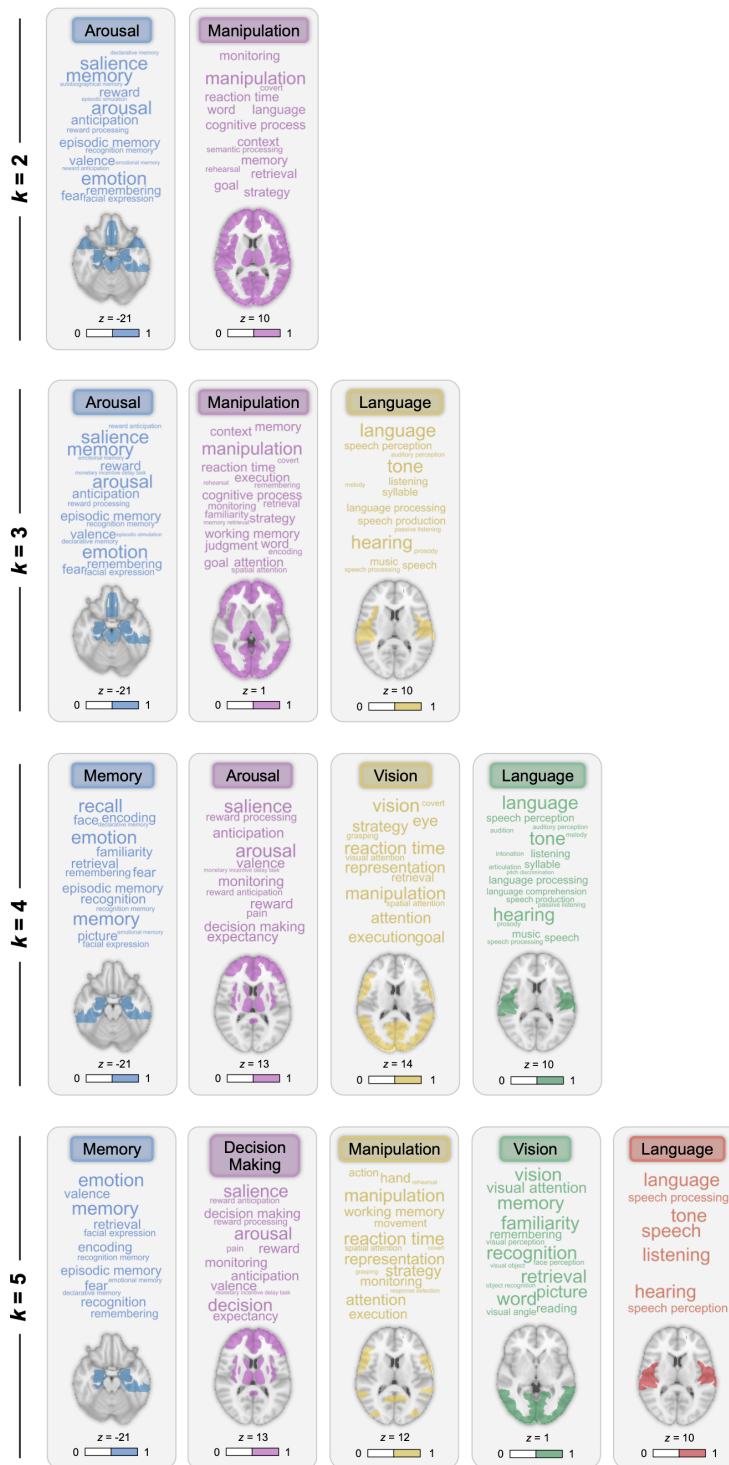 k = 2
Arousal
declarative memory
salience
memory
autobiographical memory
reward
episodic simulation
arousal
anticipation
reward processing
episodic memory
recognition memory
valence emotional memory
reward anticipation
emotion
remembering
fear facial expression
z = -21
0 1
Manipulation
monitoring
manipulation
covert
reaction time
word language
cognitive process
context
semantic processing
memory
rehearsal retrieval
goal strategy
z = 10
0 1
k = 3
Arousal
reward anticipation
salience
memory
emotional memory
reward
monetary incentive delay task
arousal
anticipation
reward processing
episodic memory
recognition memory
valence episodic simulation
declarative memory
emotion
remembering
fear facial expression
z = -21
0 1
Manipulation
context memory
manipulation
covert
reaction time
execution
rehearsal remembering
cognitive process
monitoring retrieval
familiarity
memory retrieval strategy
working memory
judgment word
encoding
goal attention
spatial attention
z = 1
0 1
Language
language
speech perception
auditory perception
tone
melody listening
syllable
language processing
speech production
passive listening
hearing
prosody
music speech
speech processing
z = 10
0 1
k = 4
Memory
recall
face encoding
declarative memory
emotion
familiarity
retrieval
remembering fear
episodic memory
recognition
recognition memory
memory
picture emotional memory
facial expression
z = -21
0 1
Arousal
salience
reward processing
anticipation
arousal
valence
monetary incentive delay task
monitoring
reward anticipation
reward
pain
decision making
expectancy
z = 13
0 1
Vision
vision covert
strategy eye
grasping
reaction time
visual attention
representation
retrieval
manipulation
spatial attention
attention
execution goal
z = 14
0 1
Language
language
speech perception
audition auditory perception
tone melody
intonation listening
articulation syllable
pitch discrimination
language processing
language comprehension
speech production
passive listening
hearing
prosody
music speech
speech processing
z = 10
0 1
k = 5
Memory
emotion
valence
memory
retrieval
facial expression
encoding
recognition memory
episodic memory
emotional memory
fear
declarative memory
recognition
remembering
z = -21
0 1
Decision
Making
salience
reward anticipation
decision making
reward processing
arousal
pain reward
monitoring
anticipation
valence
monetary incentive delay task
decision
expectancy
z = 13
0 1
Manipulation
action
hand rehearsal
manipulation
working memory
movement
reaction time
spatial attention covert
representation
grasping strategy
monitoring
response selection
attention
execution
z = 12
0 1
Vision
vision
visual attention
memory
familiarity
remembering
visual perception
recognition
face perception
visual object
retrieval
object recognition
picture
word
reading
visual angle
z = 1
0 1
Language
language
speech processing
tone
speech
listening
hearing
speech perception
z = 10
0 1